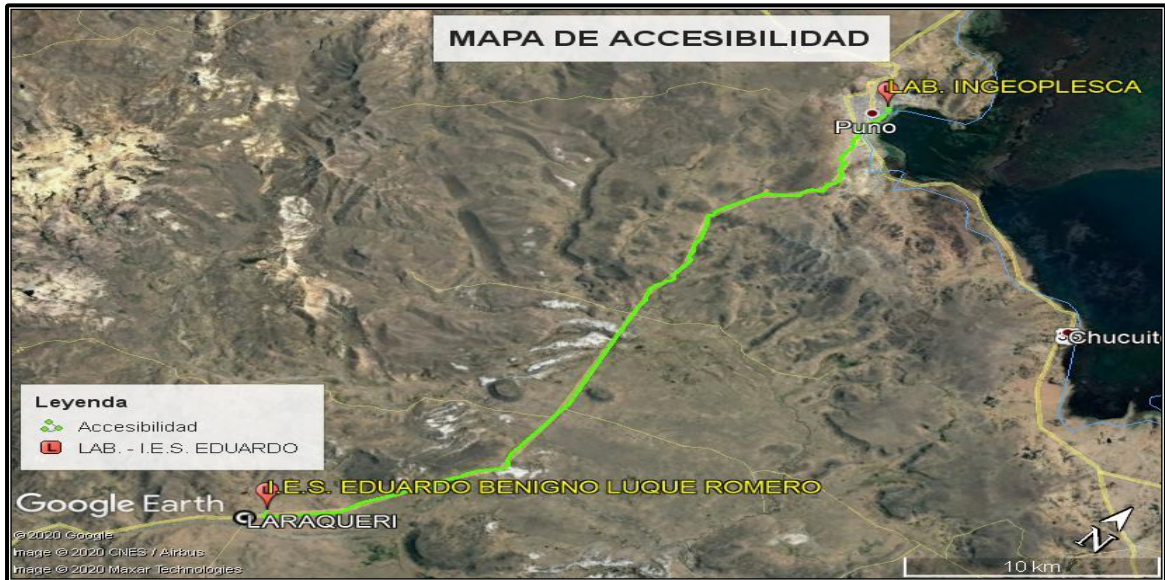 MAPA DE ACCESIBILIDAD
LAB. INGEOPLESCA
Puno
Chucuit
Leyenda
Accesibilidad
L LAB. - I.E.S. EDUARDO
I.E.S. EDUARDO BENIGNO LUQUE ROMERO
LARAQUERI
Google Earth
© 2020 Google
Image © 2020 CNES / Airbus
Image © 2020 Maxar Technologies
N
10 km